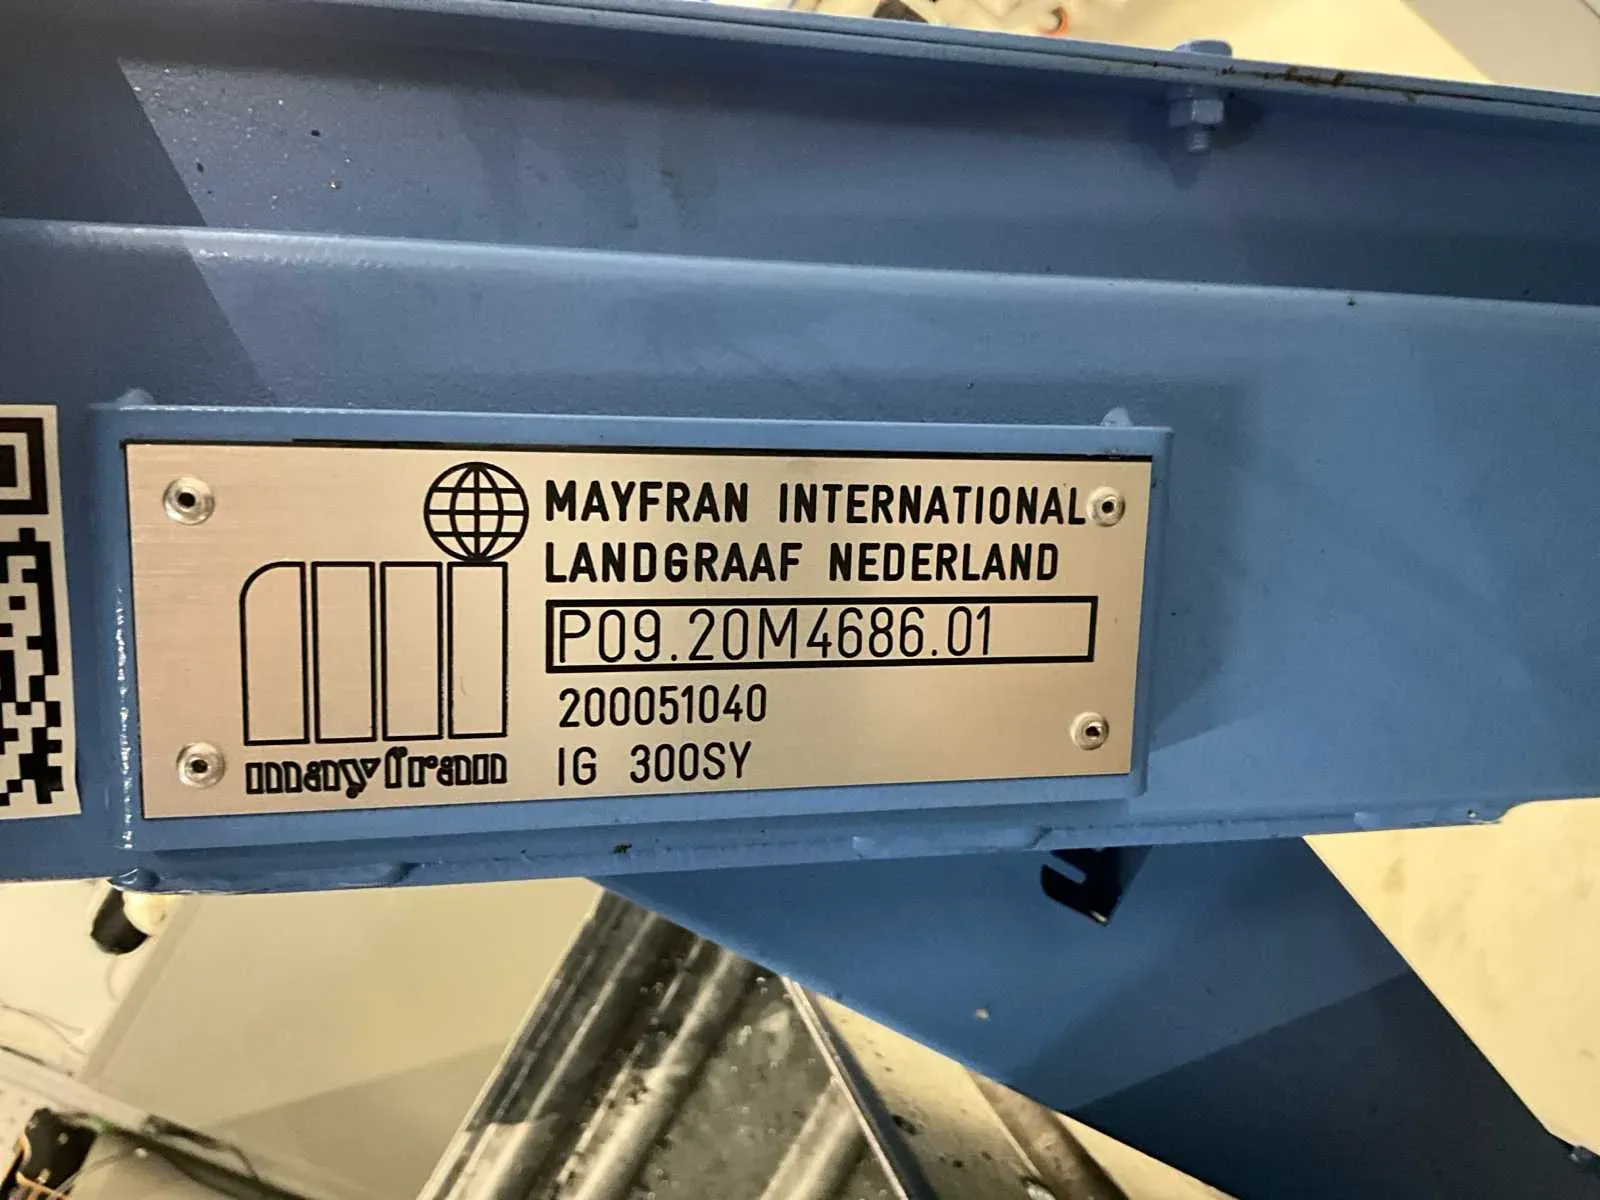 MAYFRAN INTERNATIONAL
LANDGRAAF NEDERLAND
P09.20M4686.01
200051040
IG 300SY
mayfran